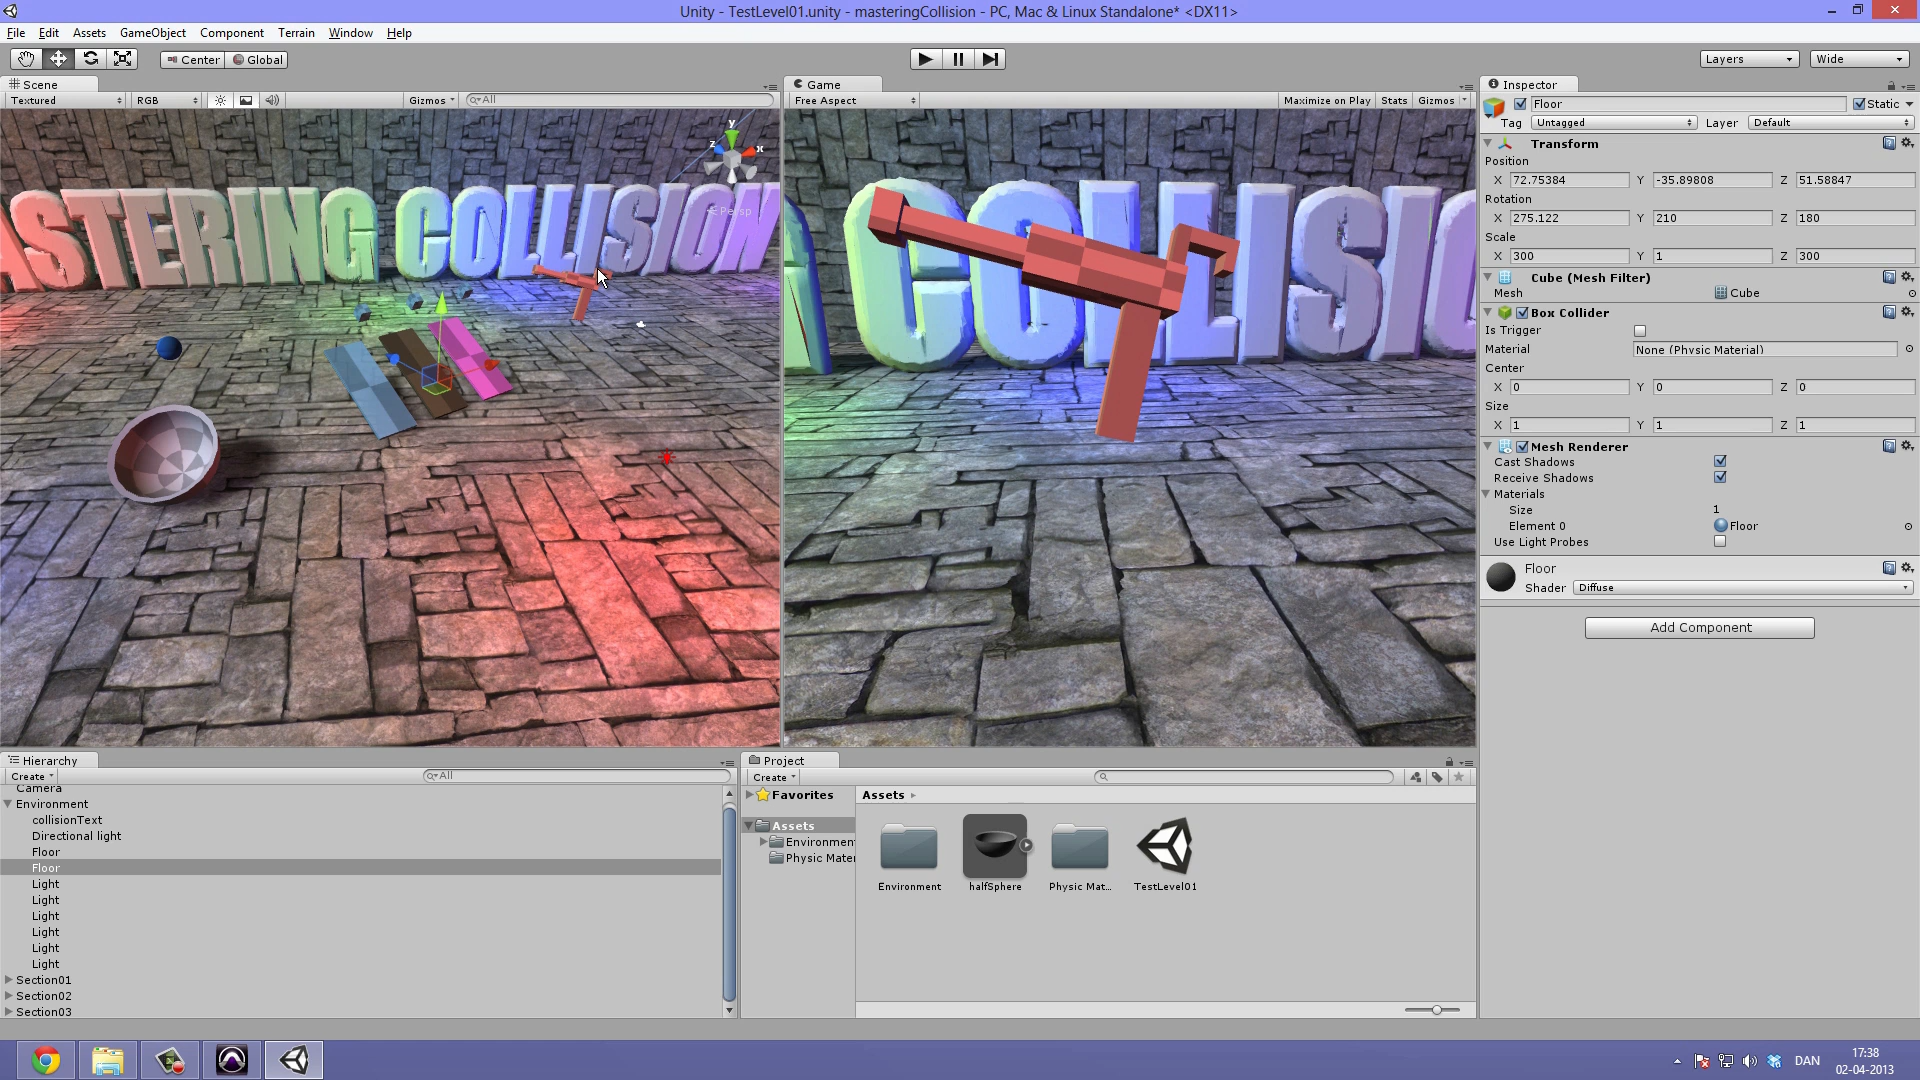 Unity - TestLevel01.unity - masteringCollision - PC, Mac & Linux Standalone* <DX11>
File Edit Assets GameObject Component Terrain Window Help
Center Global
Layers Wide
Scene
Textured RGB Gizmos All
y
z x
Persp
ASTERING COLLISION
Game
Free Aspect Maximize on Play Stats Gizmos
A COLLISIO
Inspector
Floor Static
Tag Untagged Layer Default
Transform
Position
X 72.75384 Y -35.89808 Z 51.58847
Rotation
X 275.122 Y 210 Z 180
Scale
X 300 Y 1 Z 300
Cube (Mesh Filter)
Mesh Cube
Box Collider
Is Trigger
Material None (Physic Material)
Center
X 0 Y 0 Z 0
Size
X 1 Y 1 Z 1
Mesh Renderer
Cast Shadows
Receive Shadows
Materials
Size 1
Element 0 Floor
Use Light Probes
Floor
Shader Diffuse
Add Component
Hierarchy
Create All
Camera
Environment
collisionText
Directional light
Floor
Floor
Light
Light
Light
Light
Light
Light
Section01
Section02
Section03
Project
Create
Favorites
Assets
Environmen
Physic Mater
Assets
Environment halfSphere Physic Mat... TestLevel01
DAN
17:38
02-04-2013